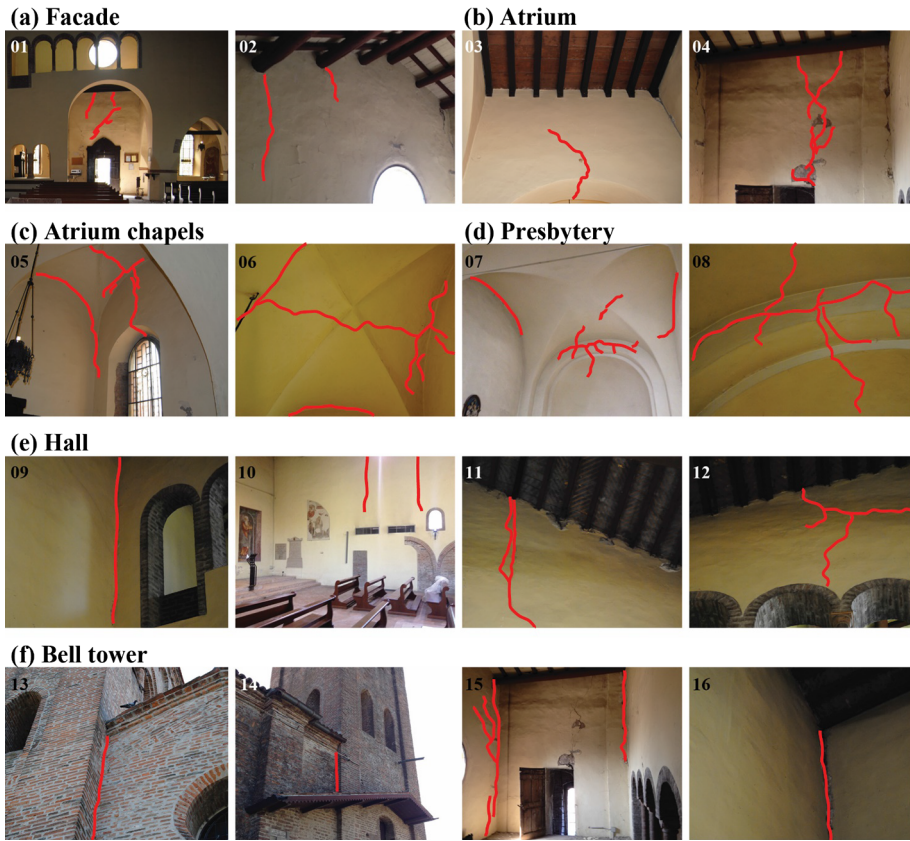 (a) Facade
(b) Atrium
01
02
03
04
(c) Atrium chapels
(d) Presbytery
05
06
07
08
(e) Hall
09
10
11
12
(f) Bell tower
13
14
15
16